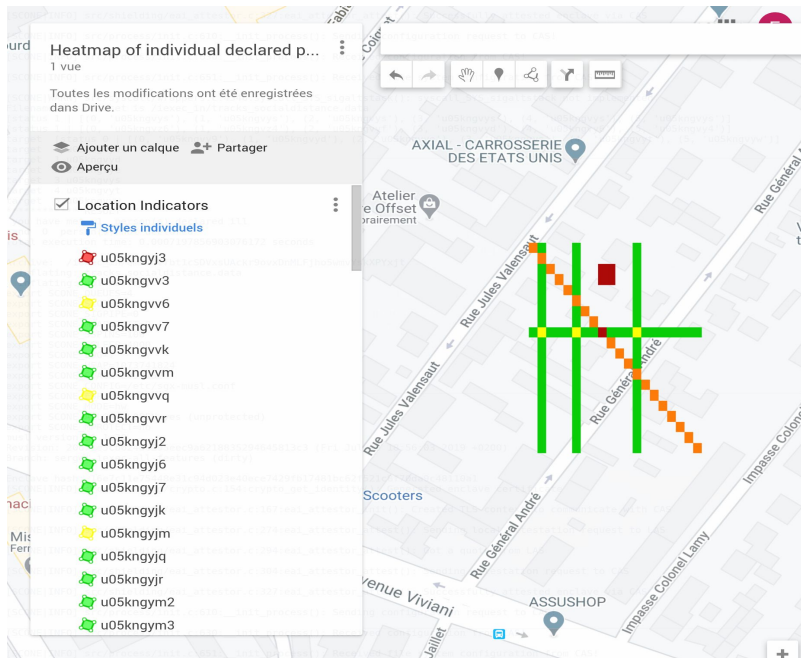 Heatmap of individual declared p...
1 vue
Toutes les modifications ont été enregistrées
dans Drive.
Ajouter un calque
Partager
Aperçu
Location Indicators
Styles individuels
u05kngyj3
u05kngvv3
u05kngvv6
u05kngvv7
u05kngvvk
u05kngvvm
u05kngvvq
u05kngvvr
u05kngyj2
u05kngyj6
u05kngyj7
u05kngyjk
u05kngyjm
u05kngyjq
u05kngyjr
u05kngym2
u05kngym3
AXIAL - CARROSSERIE
DES ETATS UNIS
Atelier
e Offset
Rue Jules Valensaut
Rue Jules Valensaut
Rue Général André
Rue Général André
Rue Général A
Impasse Colonel
Impasse Colonel Lamy
Scooters
venue Viviani
ASSUSHOP
Jaillet